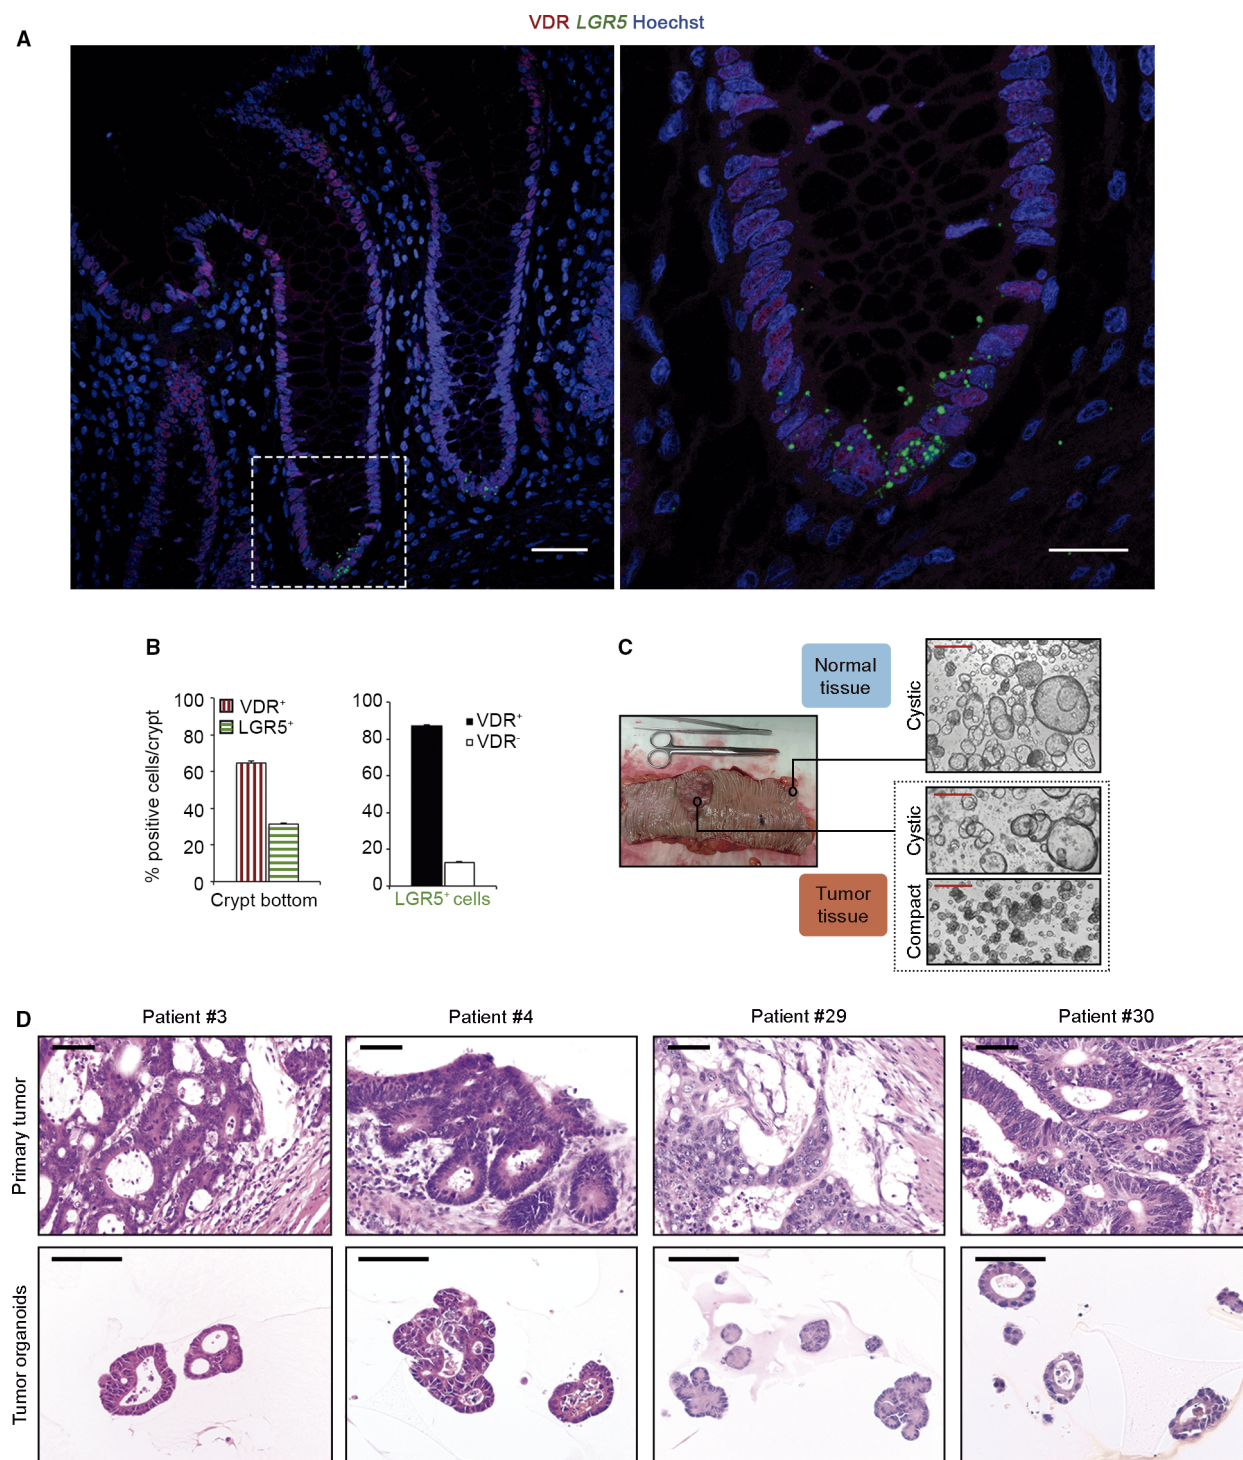 VDR LGR5 Hoechst
A
B
100
80
60
40
20
0
% positive cells/crypt
VDR+
LGR5+
Crypt bottom
100
80
60
40
20
0
VDR+
VDR-
LGR5+ cells
C
Normal
tissue
Tumor
tissue
Cystic
Cystic
Compact
D
Patient #3
Patient #4
Patient #29
Patient #30
Primary tumor
Tumor organoids